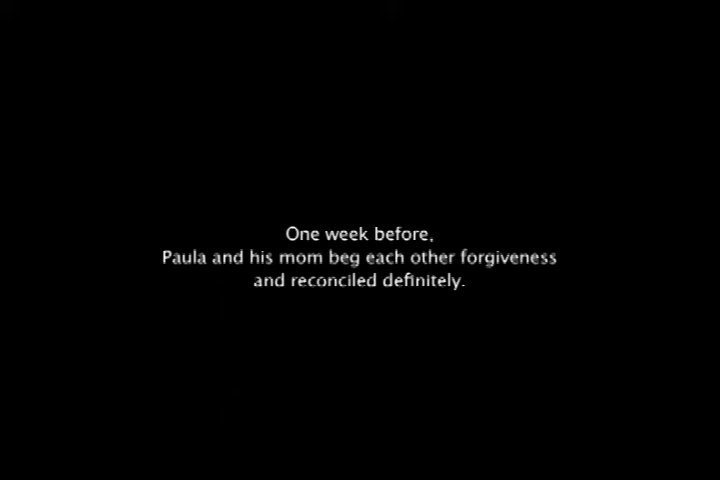 One week before,
Paula and his mom beg each other forgiveness
and reconciled definitely.